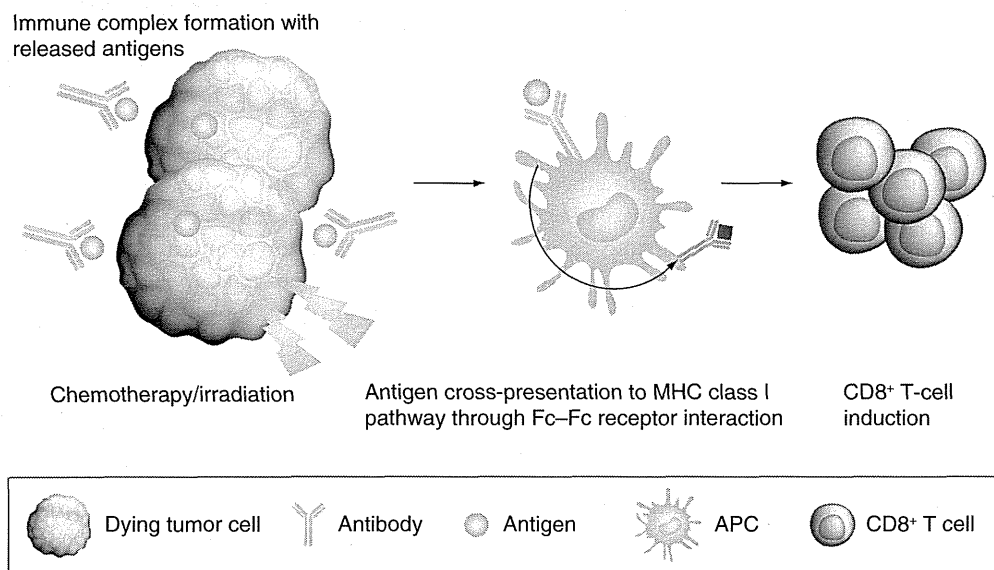 Immune complex formation with
released antigens
Chemotherapy/irradiation
Antigen cross-presentation to MHC class I
pathway through Fc–Fc receptor interaction
CD8⁺ T-cell
induction
Dying tumor cell
Antibody
Antigen
APC
CD8⁺ T cell